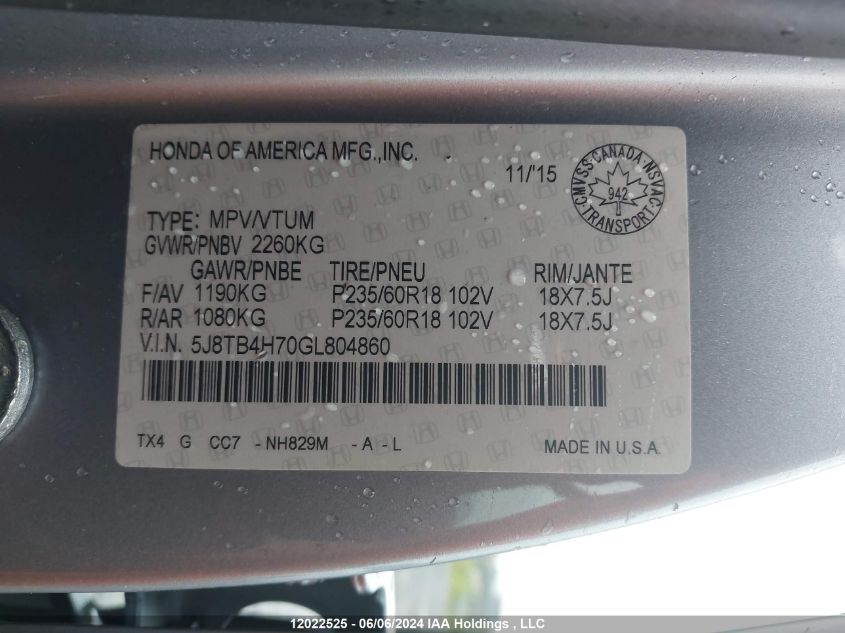 HONDA OF AMERICA MFG.,INC.
11/'15
CMVSS·CANADA·NSVAC·TRANSPORT
942
TYPE: MPV/VTUM
GVWR/PNBV 2260KG
GAWR/PNBE TIRE/PNEU RIM/JANTE
F/AV 1190KG P235/60R18 102V 18X7.5J
R/AR 1080KG P235/60R18 102V 18X7.5J
V.I.N. 5J8TB4H70GL804860
TX4 G CC7 - NH829M - A - L MADE IN U.S.A.
12022525 - 06/06/2024 IAA Holdings , LLC